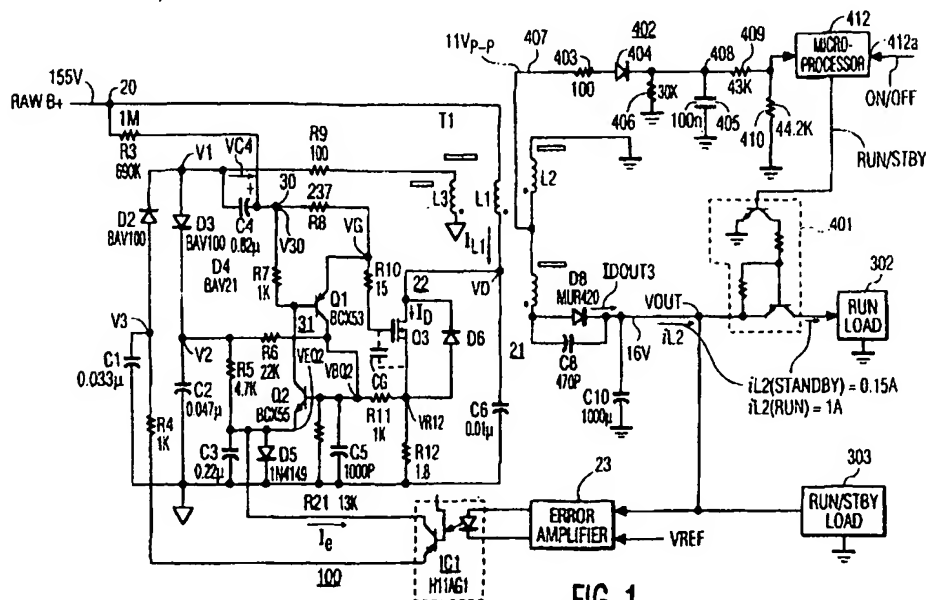 155V
RAW B+
20
1M
R3
690K
V1
VC4
+
R9
100
T1
D2
BAY100
D3
BAY100
C4
0.82µ
30
237
R8
V30
L3
L1
I L1
VG
D4
BAY21
R7
1K
R10
15
22
VD
ID
Q1
BCX53
31
Q3
D6
V3
V2
C1
0.033µ
R6
22K
R5
4.7K
VEQ2
VBQ2
CG
C2
0.047µ
Q2
BCX55
R11
1K
VR12
C6
0.01µ
R4
1K
C3
0.22µ
D5
1N4149
C5
1000P
R12
1.8
R21 13K
Ie
100
IC1
H11AG1
11VP-P
407
403
100
402
404
408
409
43K
412
MICRO-
PROCESSOR
412a
ON/OFF
406
30K
100n
405
410
44.2K
RUN/STBY
L2
401
D8
MUR420
IDOUT3
VOUT
302
RUN
LOAD
21
16V
iL2
C8
470P
C10
1000µ
iL2(STANDBY) = 0.15A
iL2(RUN) = 1A
23
ERROR
AMPLIFIER
VREF
303
RUN/STBY
LOAD
FIG. 1